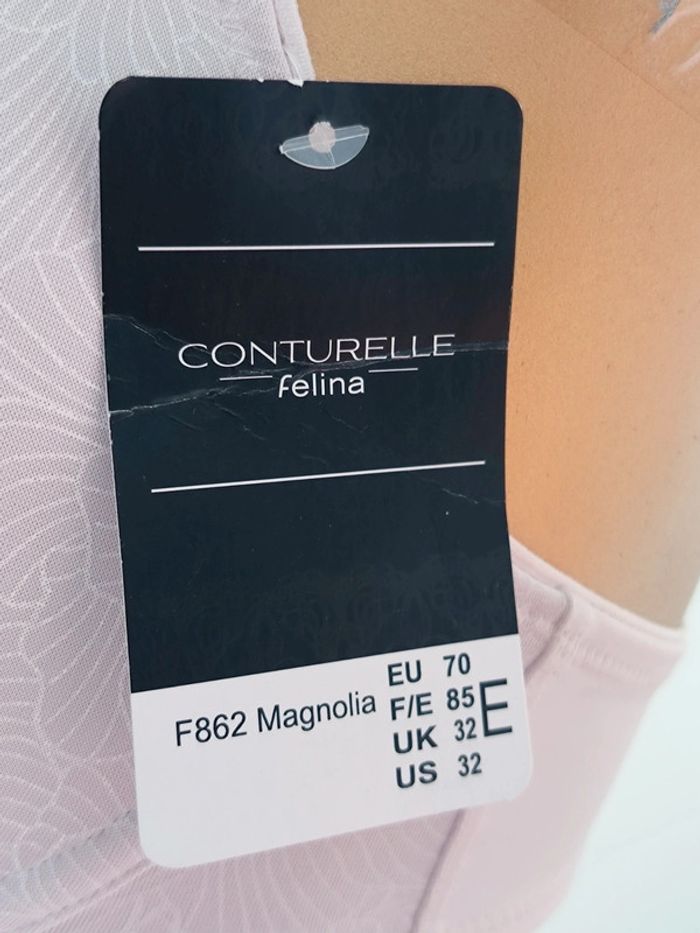 CONTURELLE
felina
F862 Magnolia
EU 70
F/E 85
UK 32
US 32
E